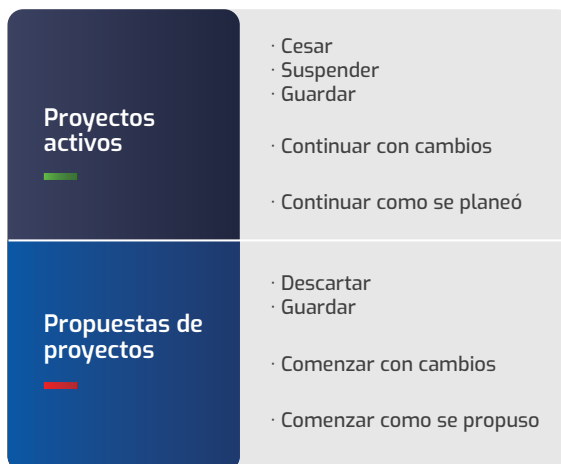 Proyectos
activos
· Cesar
· Suspender
· Guardar
· Continuar con cambios
· Continuar como se planeó
Propuestas de
proyectos
· Descartar
· Guardar
· Comenzar con cambios
· Comenzar como se propuso